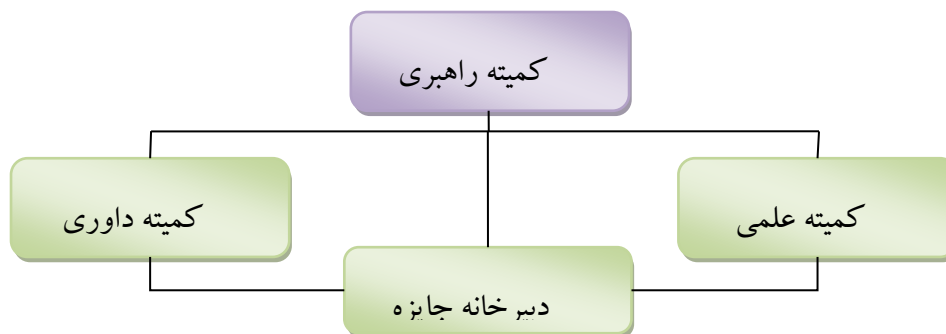 کمیته راهبری
کمیته علمی
کمیته داوری
دبیرخانه جایزه